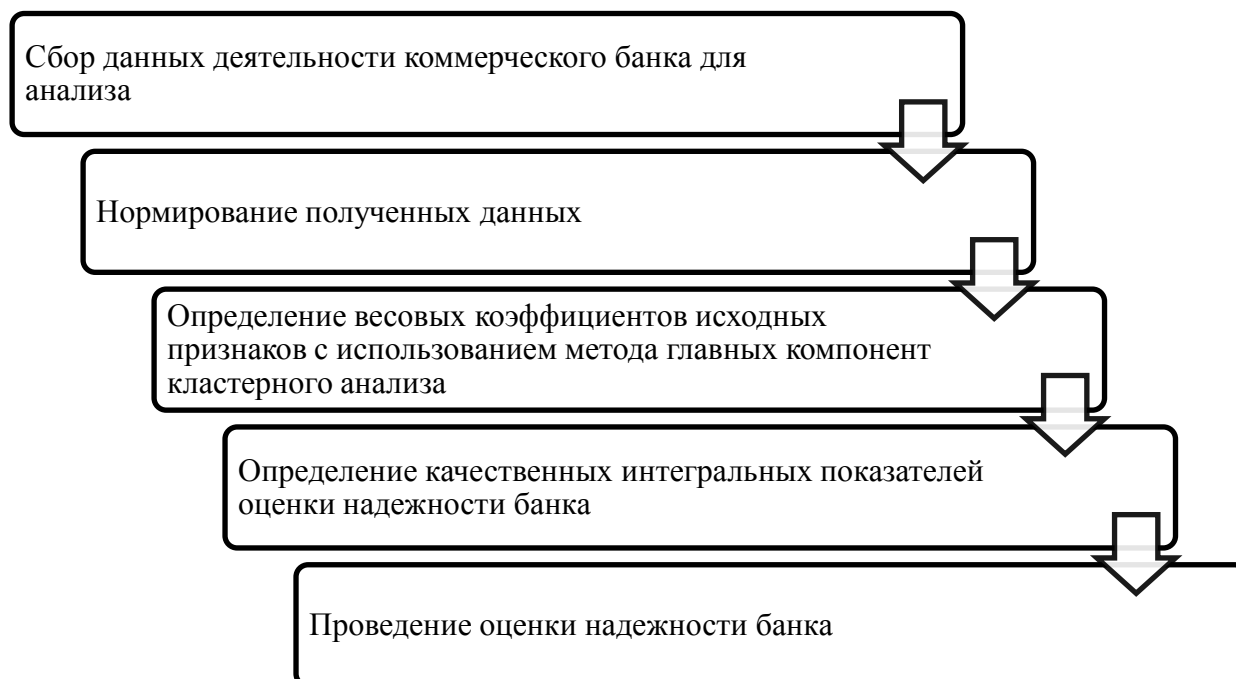 Сбор данных деятельности коммерческого банка для
анализа
Нормирование полученных данных
Определение весовых коэффициентов исходных
признаков с использованием метода главных компонент
кластерного анализа
Определение качественных интегральных показателей
оценки надежности банка
Проведение оценки надежности банка